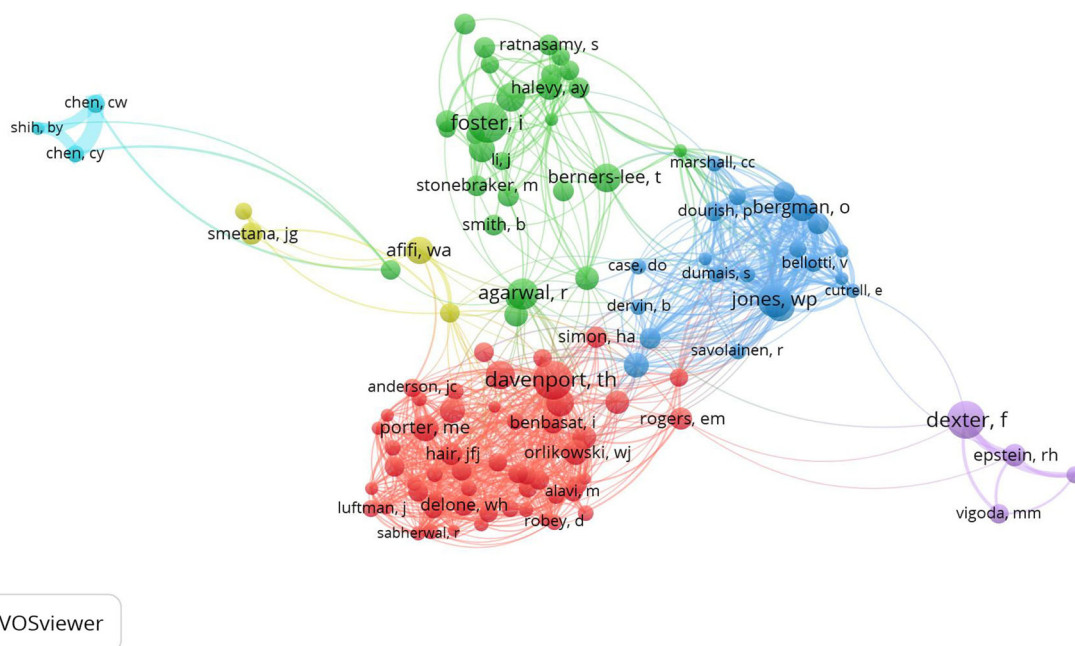 ratnasamy, s
halevy, ay
chen, cw
foster, i
shih, by
chen, cy
li, j
marshall, cc
berners-lee, t
stonebraker, m
dourish, p
bergman, o
smith, b
smetana, jg
afifi, wa
case, do
bellotti, v
dumais, s
cutrell, e
agarwal, r
jones, wp
dervin, b
simon, ha
savolainen, r
davenport, th
anderson, jc
rogers, em
dexter, f
benbasat, i
porter, me
hair, jfj
orlikowski, wj
epstein, rh
alavi, m
delone, wh
luftman, j
vigoda, mm
robey, d
sabherwal, r
VOSviewer